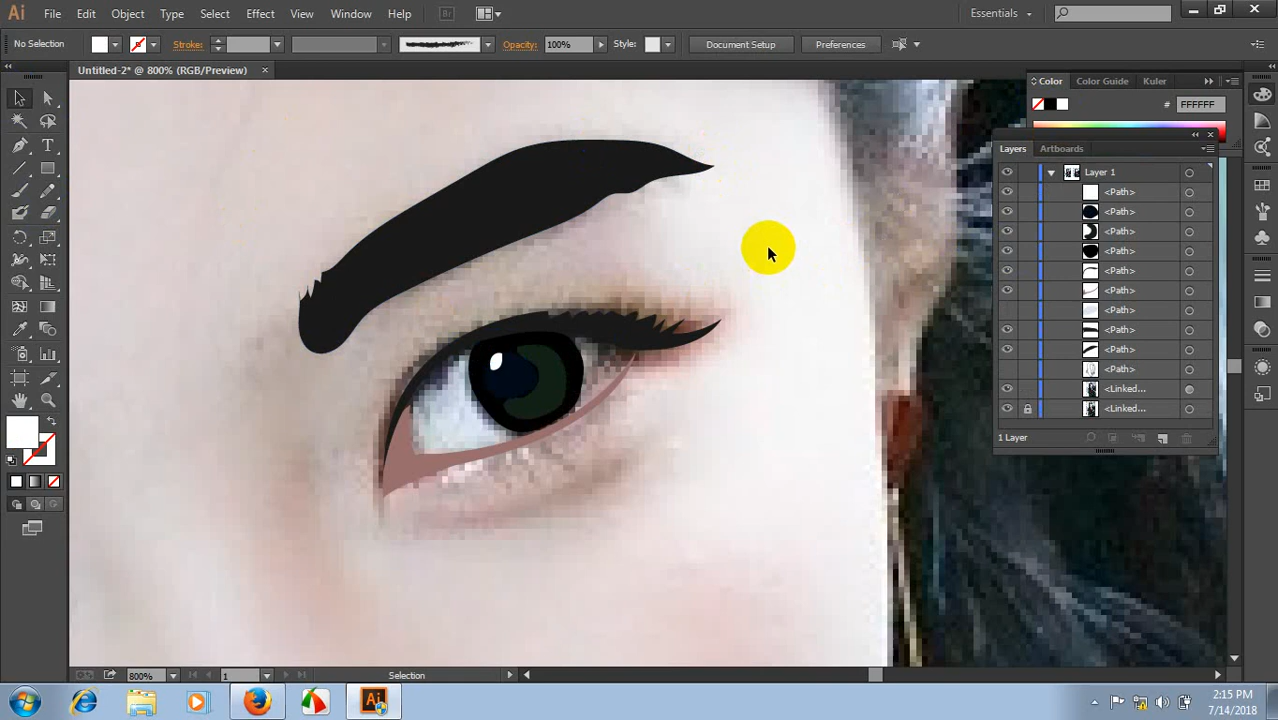 Ai File Edit Object Type Select Effect View Window Help Br Essentials
No Selection Stroke: Opacity: 100% Style: Document Setup Preferences
Untitled-2* @ 800% (RGB/Preview) ×
Color Color Guide Kuler
# FFFFFF
Layers Artboards
Layer 1
<Path>
<Path>
<Path>
<Path>
<Path>
<Path>
<Path>
<Path>
<Path>
<Path>
<Linked...
<Linked...
1 Layer
800% 1 Selection
Ai
2:15 PM
7/14/2018